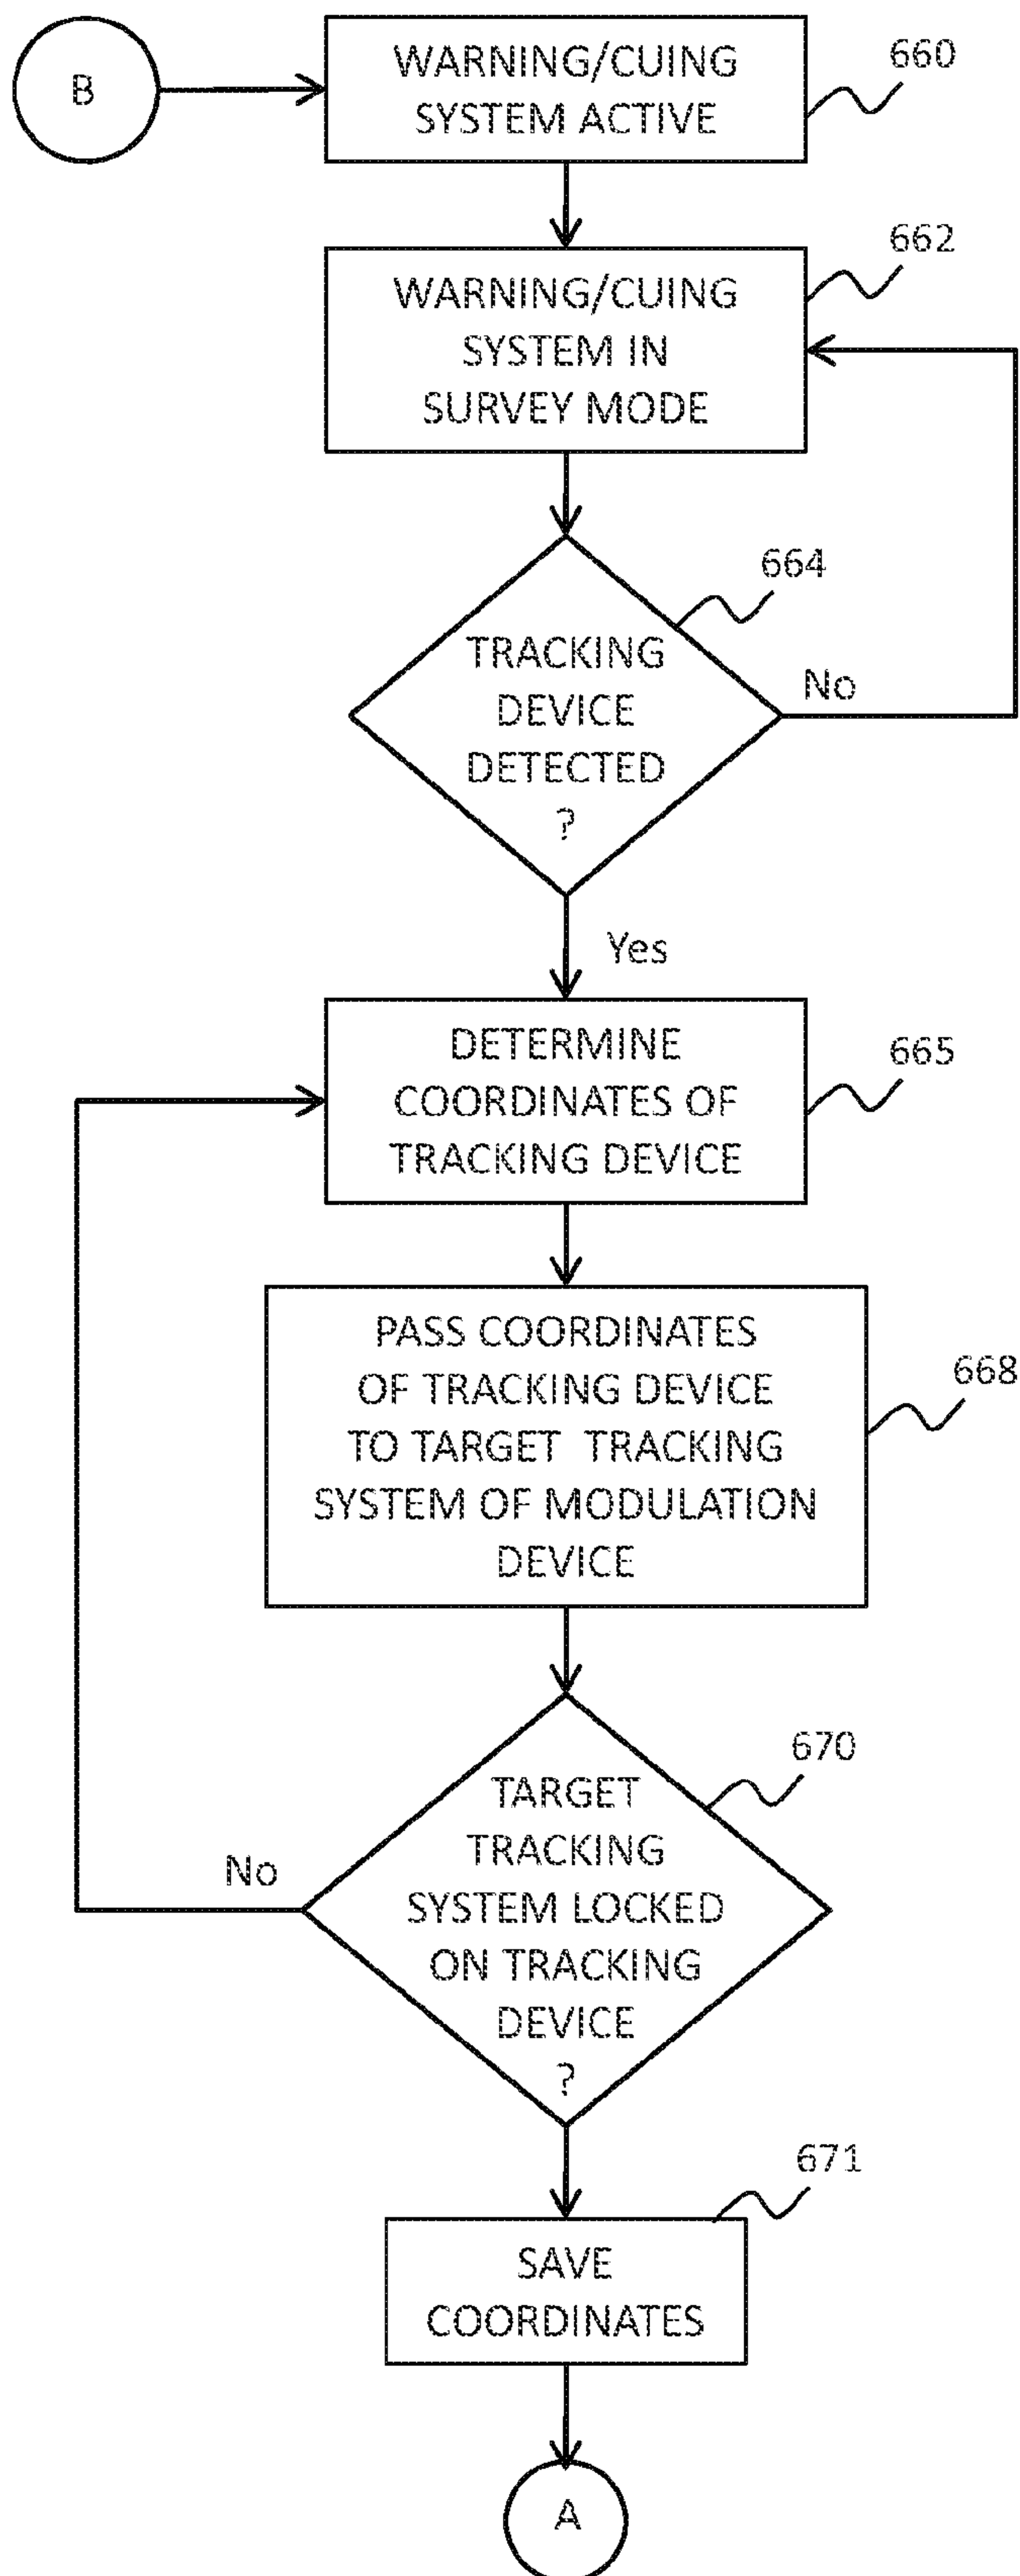 B
WARNING/CUING
SYSTEM ACTIVE
660
WARNING/CUING
SYSTEM IN
SURVEY MODE
662
TRACKING
DEVICE
DETECTED
?
664
No
Yes
DETERMINE
COORDINATES OF
TRACKING DEVICE
665
PASS COORDINATES
OF TRACKING DEVICE
TO TARGET TRACKING
SYSTEM OF MODULATION
DEVICE
668
TARGET
TRACKING
SYSTEM LOCKED
ON TRACKING
DEVICE
?
670
No
SAVE
COORDINATES
671
A